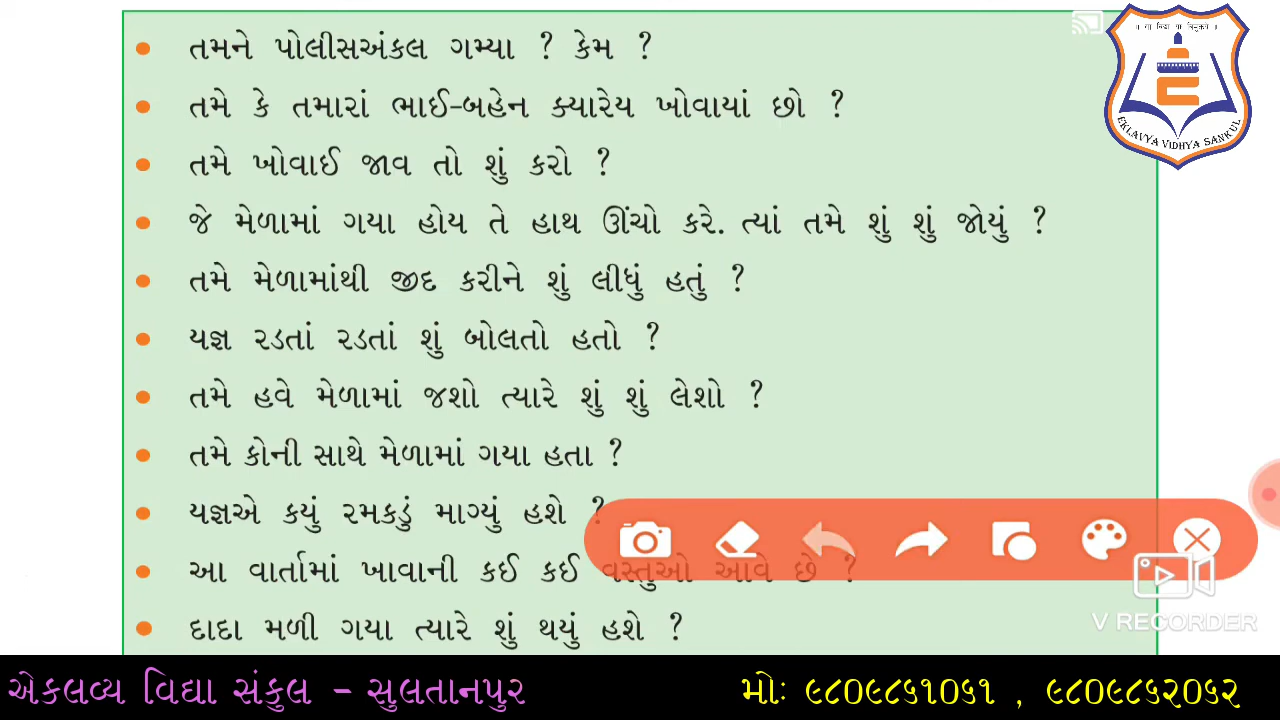 ॥ सा विद्या या विमुक्तये ॥
EKLAVYA VIDHYA SANKUL
તમને પોલીસઅંકલ ગમ્યા ? કેમ ?
તમે કે તમારાં ભાઈ-બહેન ક્યારેય ખોવાયાં છો ?
તમે ખોવાઈ જાવ તો શું કરો ?
જે મેળામાં ગયા હોય તે હાથ ઊંચો કરે. ત્યાં તમે શું શું જોયું ?
તમે મેળામાંથી જીદ કરીને શું લીધું હતું ?
યજ્ઞ રડતાં રડતાં શું બોલતો હતો ?
તમે હવે મેળામાં જશો ત્યારે શું શું લેશો ?
તમે કોની સાથે મેળામાં ગયા હતા ?
યજ્ઞએ કયું રમકડું માગ્યું હશે ?
આ વાર્તામાં ખાવાની કઈ કઈ વસ્તુઓ આવે છે ?
દાદા મળી ગયા ત્યારે શું થયું હશે ?
V RECORDER
એકલવ્ય વિદ્યા સંકુલ - સુલતાનપુર
મોઃ ૯૮૦૯૮૬૧૦૬૧ , ૯૮૦૯૮૬૨૦૬૨